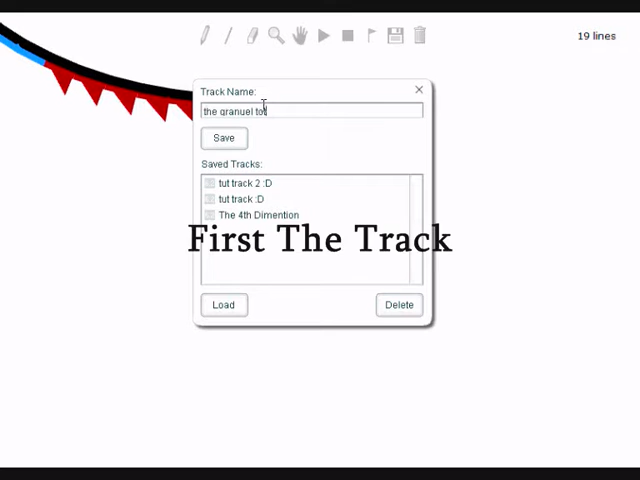 19 lines
Track Name:
the granuel tot
Save
Saved Tracks:
tut track 2 :D
tut track :D
The 4th Dimention
First The Track
Load
Delete